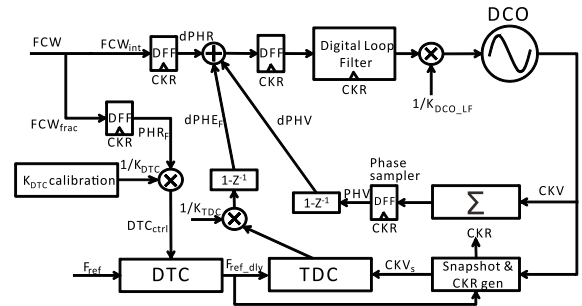 DCO
FCW
FCW_int
dPHR
DFF
CKR
DFF
CKR
Digital Loop
Filter
CKR
1/K_DCO_LF
FCW_frac
DFF
CKR
PHR_F
dPHE_F
dPHV
K_DTC calibration
1/K_DTC
1-Z^-1
1-Z^-1
Phase
sampler
PHV
DFF
CKR
Σ
CKV
DTC_ctrl
1/K_TDC
CKR
F_ref
DTC
F_ref_dly
TDC
CKV_s
Snapshot &
CKR gen